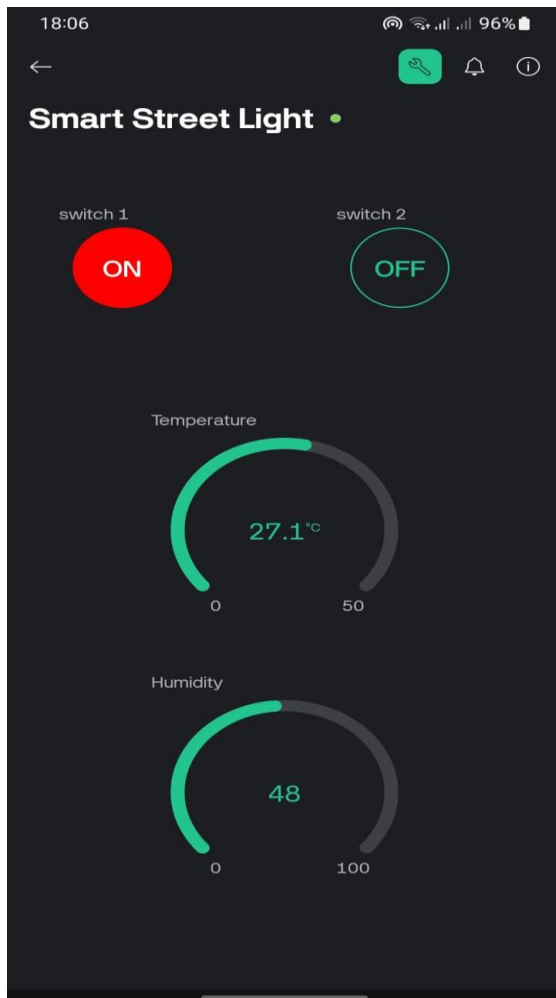 18:06 96%
Smart Street Light
switch 1 switch 2
ON OFF
Temperature
27.1°C
0 50
Humidity
48
0 100